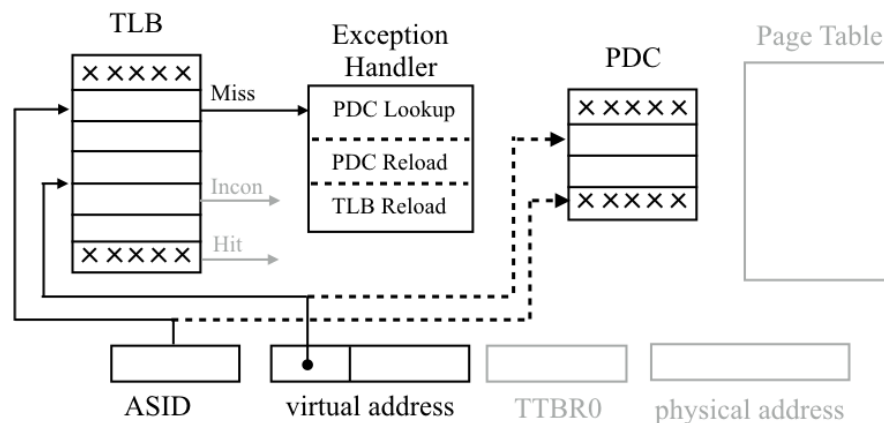 TLB
Exception
Handler
PDC
Page Table
×××××
Miss
PDC Lookup
×××××
PDC Reload
Incon
TLB Reload
×××××
Hit
×××××
ASID
virtual address
TTBR0
physical address